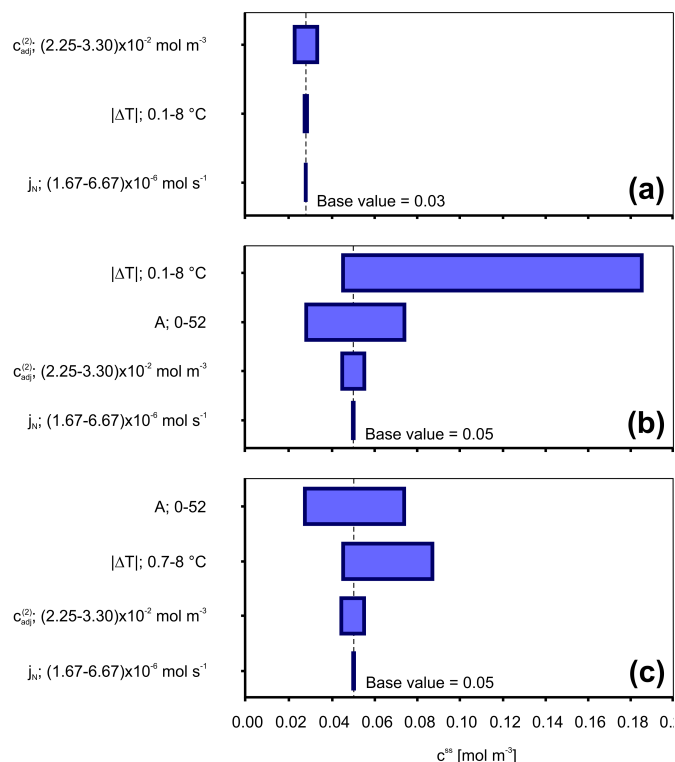 c_adj^(2); (2.25-3.30)x10⁻² mol m⁻³
|ΔT|; 0.1-8 °C
j_N; (1.67-6.67)x10⁻⁶ mol s⁻¹
Base value = 0.03
(a)
|ΔT|; 0.1-8 °C
A; 0-52
c_adj^(2); (2.25-3.30)x10⁻² mol m⁻³
j_N; (1.67-6.67)x10⁻⁶ mol s⁻¹
Base value = 0.05
(b)
A; 0-52
|ΔT|; 0.7-8 °C
c_adj^(2); (2.25-3.30)x10⁻² mol m⁻³
j_N; (1.67-6.67)x10⁻⁶ mol s⁻¹
Base value = 0.05
(c)
0.00 0.02 0.04 0.06 0.08 0.10 0.12 0.14 0.16 0.18
c^ss [mol m⁻³]